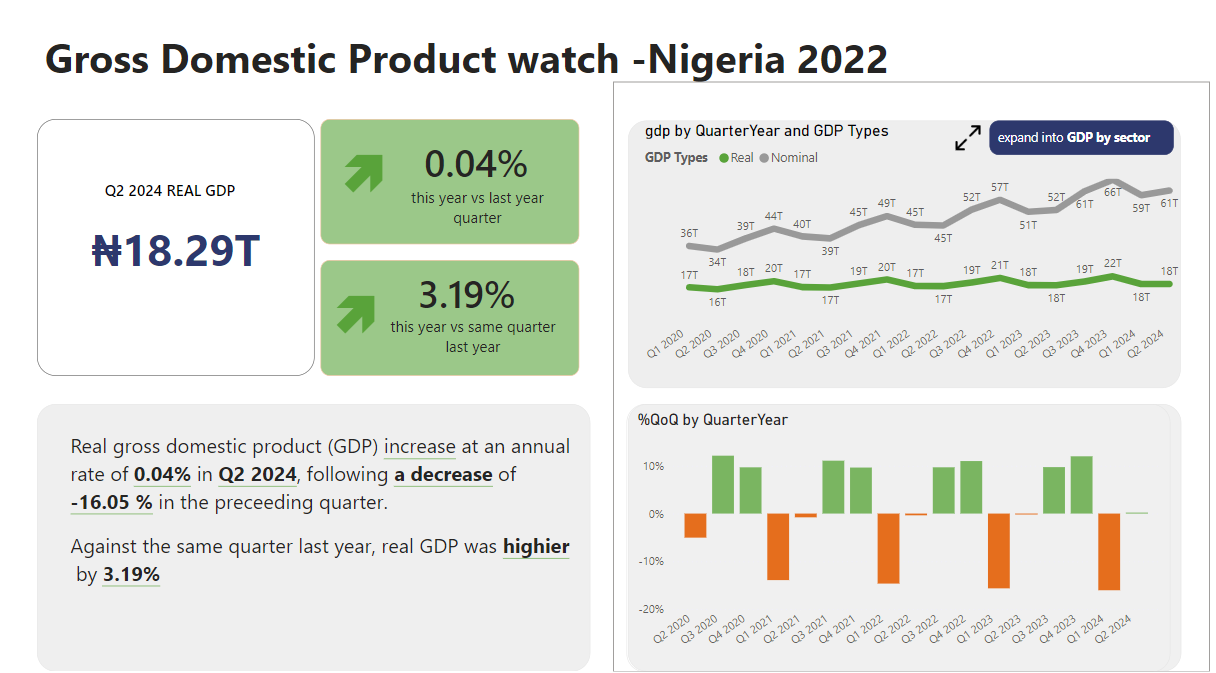 Gross Domestic Product watch -Nigeria 2022
Q2 2024 REAL GDP
₦18.29T
0.04%
this year vs last year
quarter
3.19%
this year vs same quarter
last year
Real gross domestic product (GDP) increase at an annual
rate of 0.04% in Q2 2024, following a decrease of
-16.05 % in the preceeding quarter.
Against the same quarter last year, real GDP was highier
by 3.19%
gdp by QuarterYear and GDP Types
expand into GDP by sector
GDP Types Real Nominal
36T 34T 39T 44T 40T 39T 45T 49T 45T 45T 52T 57T 51T 52T 61T 66T 59T 61T
17T 16T 18T 20T 17T 17T 19T 20T 17T 17T 19T 21T 18T 18T 19T 22T 18T 18T
Q1 2020 Q2 2020 Q3 2020 Q4 2020 Q1 2021 Q2 2021 Q3 2021 Q4 2021 Q1 2022 Q2 2022 Q3 2022 Q4 2022 Q1 2023 Q2 2023 Q3 2023 Q4 2023 Q1 2024 Q2 2024
%QoQ by QuarterYear
10%
0%
-10%
-20%
Q2 2020 Q3 2020 Q4 2020 Q1 2021 Q2 2021 Q3 2021 Q4 2021 Q1 2022 Q2 2022 Q3 2022 Q4 2022 Q1 2023 Q2 2023 Q3 2023 Q4 2023 Q1 2024 Q2 2024